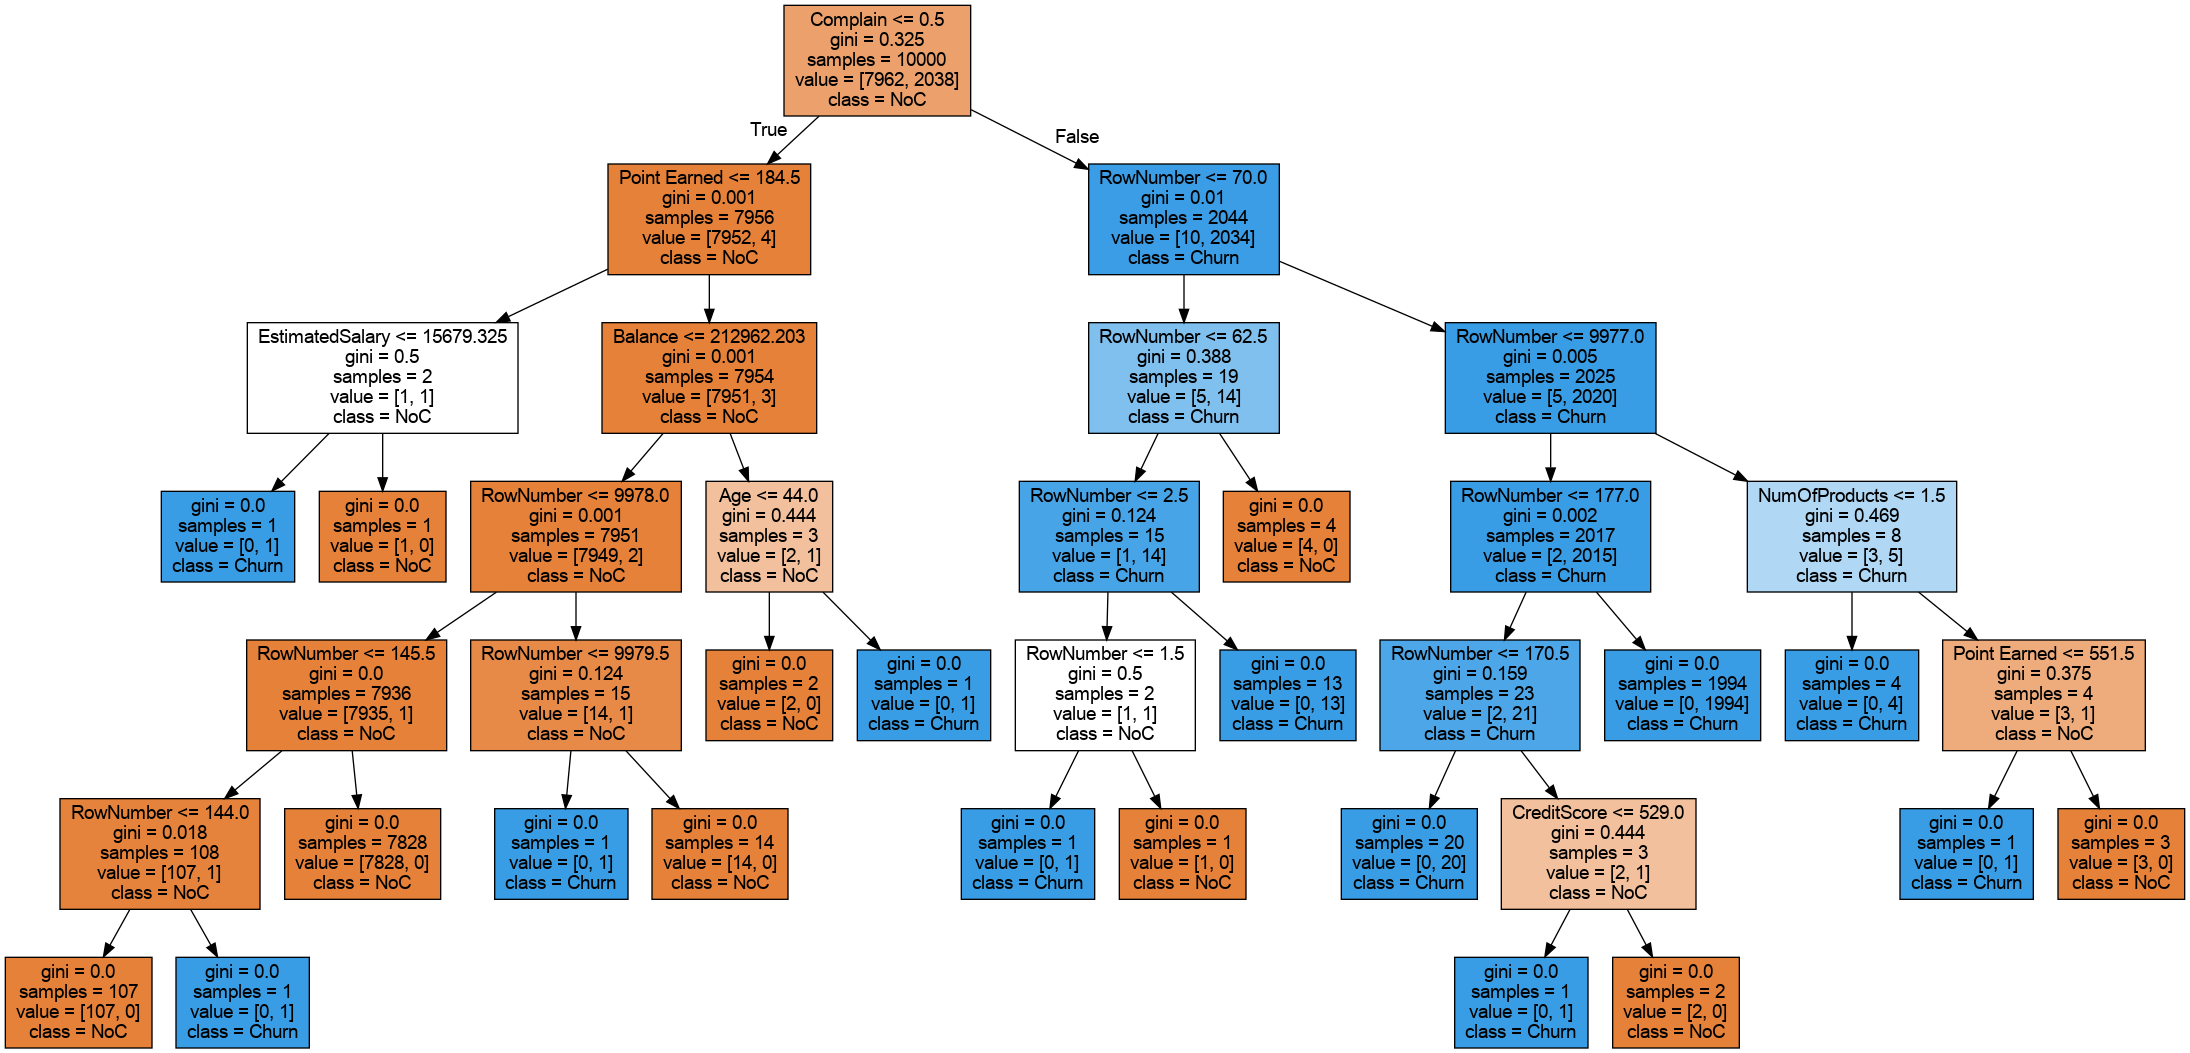 Complain <= 0.5
gini = 0.325
samples = 10000
value = [7962, 2038]
class = NoC
True
False
Point Earned <= 184.5
gini = 0.001
samples = 7956
value = [7952, 4]
class = NoC
RowNumber <= 70.0
gini = 0.01
samples = 2044
value = [10, 2034]
class = Churn
EstimatedSalary <= 15679.325
gini = 0.5
samples = 2
value = [1, 1]
class = NoC
Balance <= 212962.203
gini = 0.001
samples = 7954
value = [7951, 3]
class = NoC
RowNumber <= 62.5
gini = 0.388
samples = 19
value = [5, 14]
class = Churn
RowNumber <= 9977.0
gini = 0.005
samples = 2025
value = [5, 2020]
class = Churn
gini = 0.0
samples = 1
value = [0, 1]
class = Churn
gini = 0.0
samples = 1
value = [1, 0]
class = NoC
RowNumber <= 9978.0
gini = 0.001
samples = 7951
value = [7949, 2]
class = NoC
Age <= 44.0
gini = 0.444
samples = 3
value = [2, 1]
class = NoC
RowNumber <= 2.5
gini = 0.124
samples = 15
value = [1, 14]
class = Churn
gini = 0.0
samples = 4
value = [4, 0]
class = NoC
RowNumber <= 177.0
gini = 0.002
samples = 2017
value = [2, 2015]
class = Churn
NumOfProducts <= 1.5
gini = 0.469
samples = 8
value = [3, 5]
class = Churn
RowNumber <= 145.5
gini = 0.0
samples = 7936
value = [7935, 1]
class = NoC
RowNumber <= 9979.5
gini = 0.124
samples = 15
value = [14, 1]
class = NoC
gini = 0.0
samples = 2
value = [2, 0]
class = NoC
gini = 0.0
samples = 1
value = [0, 1]
class = Churn
RowNumber <= 1.5
gini = 0.5
samples = 2
value = [1, 1]
class = NoC
gini = 0.0
samples = 13
value = [0, 13]
class = Churn
RowNumber <= 170.5
gini = 0.159
samples = 23
value = [2, 21]
class = Churn
gini = 0.0
samples = 1994
value = [0, 1994]
class = Churn
gini = 0.0
samples = 4
value = [0, 4]
class = Churn
Point Earned <= 551.5
gini = 0.375
samples = 4
value = [3, 1]
class = NoC
RowNumber <= 144.0
gini = 0.018
samples = 108
value = [107, 1]
class = NoC
gini = 0.0
samples = 7828
value = [7828, 0]
class = NoC
gini = 0.0
samples = 1
value = [0, 1]
class = Churn
gini = 0.0
samples = 14
value = [14, 0]
class = NoC
gini = 0.0
samples = 1
value = [0, 1]
class = Churn
gini = 0.0
samples = 1
value = [1, 0]
class = NoC
gini = 0.0
samples = 20
value = [0, 20]
class = Churn
CreditScore <= 529.0
gini = 0.444
samples = 3
value = [2, 1]
class = NoC
gini = 0.0
samples = 1
value = [0, 1]
class = Churn
gini = 0.0
samples = 3
value = [3, 0]
class = NoC
gini = 0.0
samples = 107
value = [107, 0]
class = NoC
gini = 0.0
samples = 1
value = [0, 1]
class = Churn
gini = 0.0
samples = 1
value = [0, 1]
class = Churn
gini = 0.0
samples = 2
value = [2, 0]
class = NoC